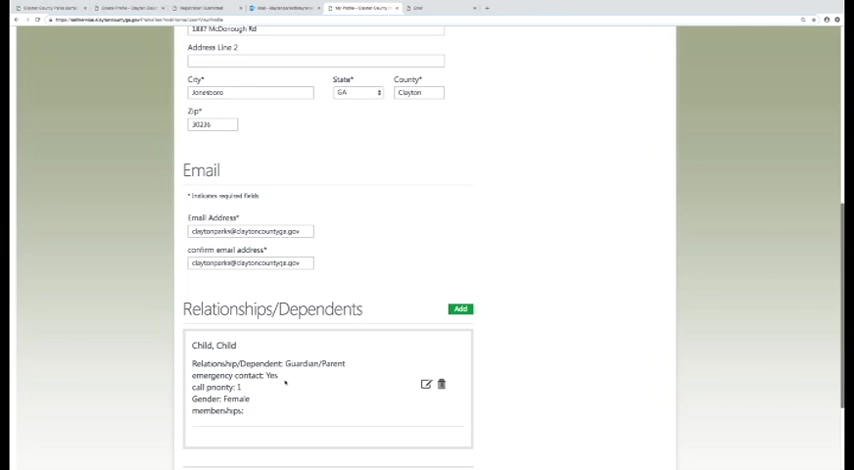 1887 McDonough Rd
Address Line 2
City* State* County*
Jonesboro GA Clayton
Zip*
30236
Email
* Indicates required fields
Email Address*
claytonparks@claytoncountyga.gov
confirm email address*
claytonparks@claytoncountyga.gov
Relationships/Dependents Add
Child, Child
Relationship/Dependent: Guardian/Parent
emergency contact: Yes
call priority: 1
Gender: Female
memberships: